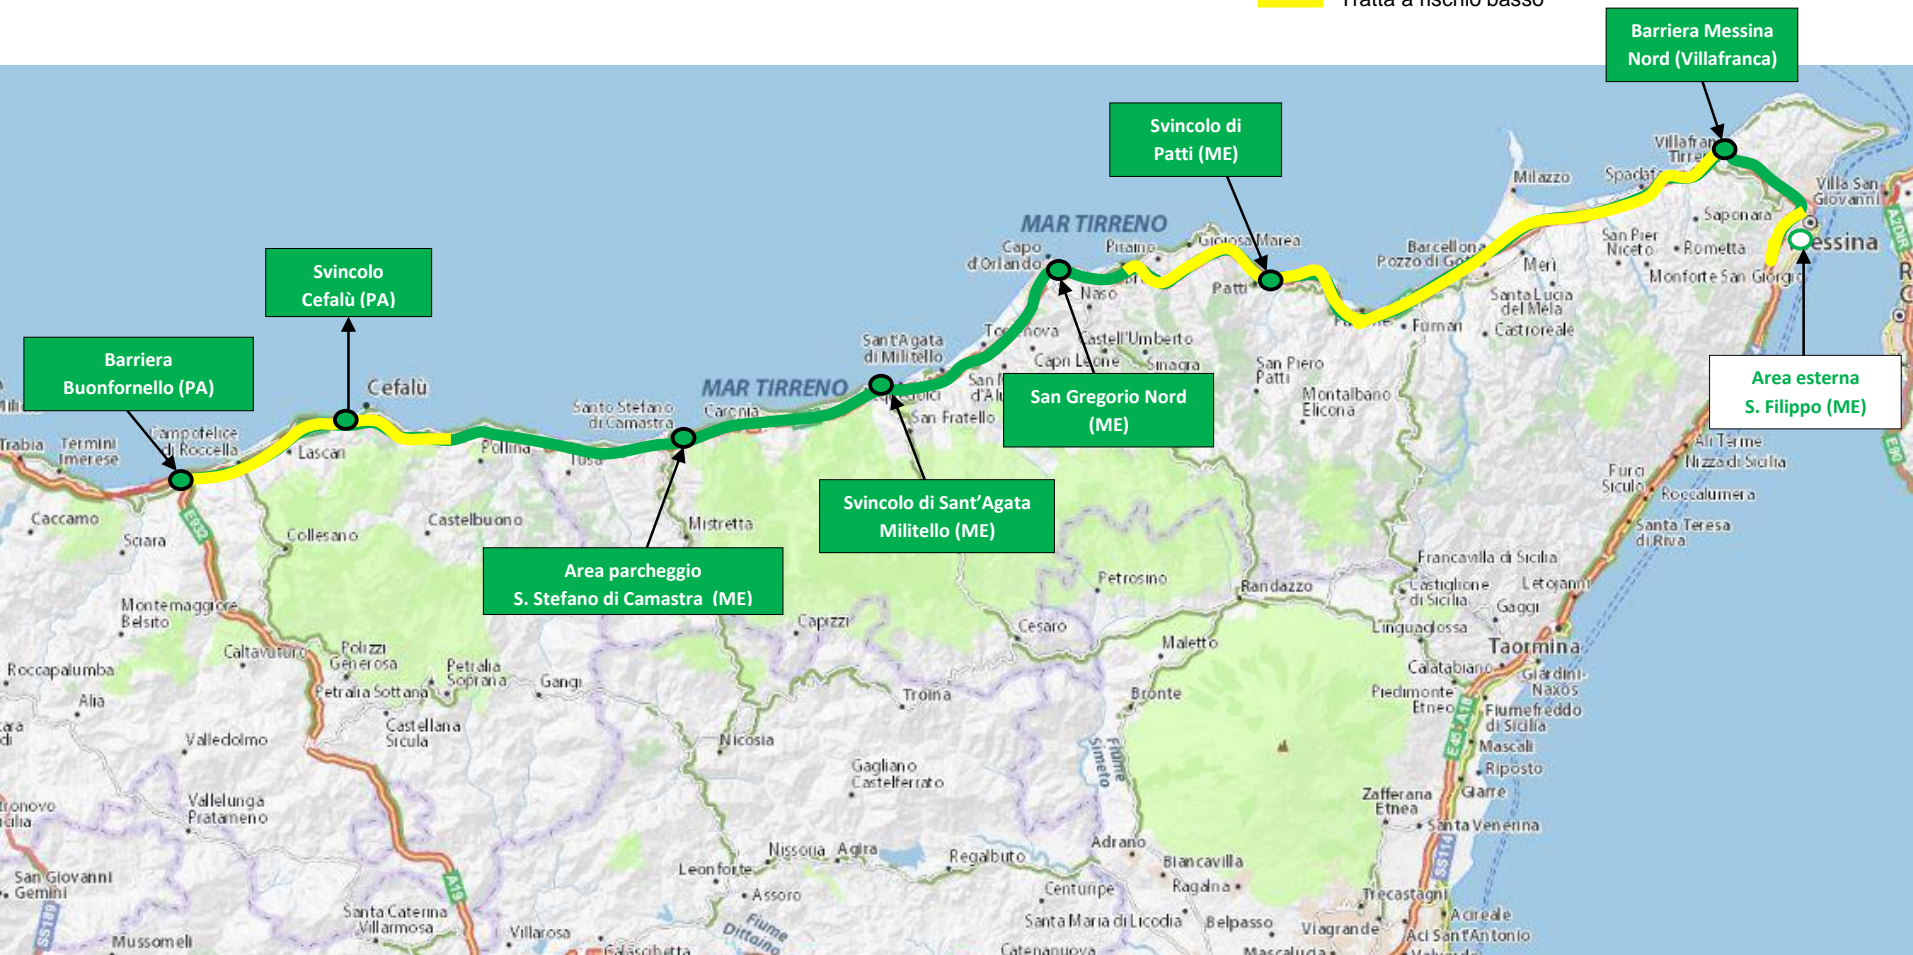 Tratta a rischio basso
Barriera Messina
Nord (Villafranca)
Svincolo di
Patti (ME)
Svincolo
Cefalù (PA)
Barriera
Buonfornello (PA)
San Gregorio Nord
(ME)
Area esterna
S. Filippo (ME)
Svincolo di Sant'Agata
Militello (ME)
Area parcheggio
S. Stefano di Camastra (ME)
MAR TIRRENO
MAR TIRRENO
Milazzo
Villa San
Giovanni
A2DIR
Saponara
San Pier
Niceto
Rometta
Monforte San Giorgio
Capo
d'Orlando
Gioiosa Marea
Barcellona
Meri
Santa Lucia
del Mela
Furnari
Castroreale
Patti
Naso
Castell'Umberto
Capri Leone
Sinagra
San Piero
Patti
Montalbano
Elicona
Sant'Agata
di Militello
San Fratello
Caronia
Santo Stefano
di Camastra
Cefalù
Campofelice
di Roccella
Lascari
Pollina
Tusa
Trabia
Termini
Imerese
Caccamo
Sciara
E932
Collesano
Castelbuono
Mistretta
Alì Terme
Nizza di Sicilia
Furci
Siculo
Roccalumera
E90
Santa Teresa
di Riva
Francavilla di Sicilia
Castiglione
di Sicilia
Letojanni
Gaggi
Linguaglossa
Taormina
Calatabiano
Giardini-
Naxos
Piedimonte
Etneo
Fiumefreddo
di Sicilia
E45 A18
Mascali
Riposto
Giarre
Zafferana
Etnea
Santa Venerina
SS114
Petrosino
Randazzo
Cesarò
Maletto
Bronte
Capizzi
Troina
Montemaggiore
Belsito
Caltavuturo
Polizzi
Generosa
Petralia
Soprana
Petralia Sottana
Gangi
Roccapalumba
Alia
Castellana
Sicula
Valledolmo
Nicosia
Fiume
Simeto
Gagliano
Castelferrato
Vallelunga
Pratameno
Nissoria
Agira
Regalbuto
Adrano
Biancavilla
Ragalna
Leonforte
Assoro
Centuripe
Santa Maria di Licodia
Belpasso
Trecastagni
Acireale
Viagrande
Aci Sant'Antonio
San Giovanni
Gemini
SS189
A19
Santa Caterina
Villarmosa
Villarosa
Fiume
Dittaino
Mussomeli
Calascibetta
Catenanuova
Mascalucia